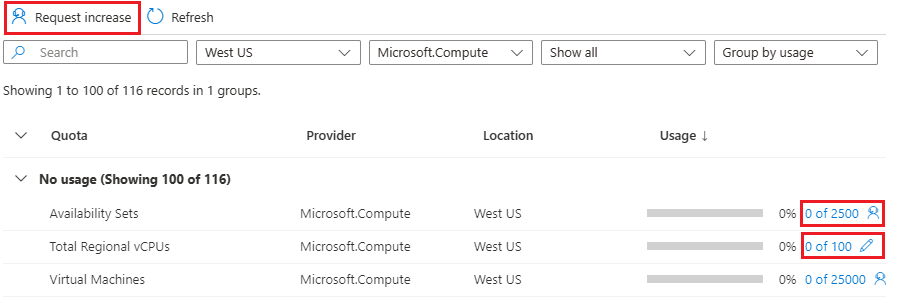 Request increase Refresh
Search West US Microsoft.Compute Show all Group by usage
Showing 1 to 100 of 116 records in 1 groups.
Quota Provider Location Usage ↓
No usage (Showing 100 of 116)
Availability Sets Microsoft.Compute West US 0% 0 of 2500
Total Regional vCPUs Microsoft.Compute West US 0% 0 of 100
Virtual Machines Microsoft.Compute West US 0% 0 of 25000